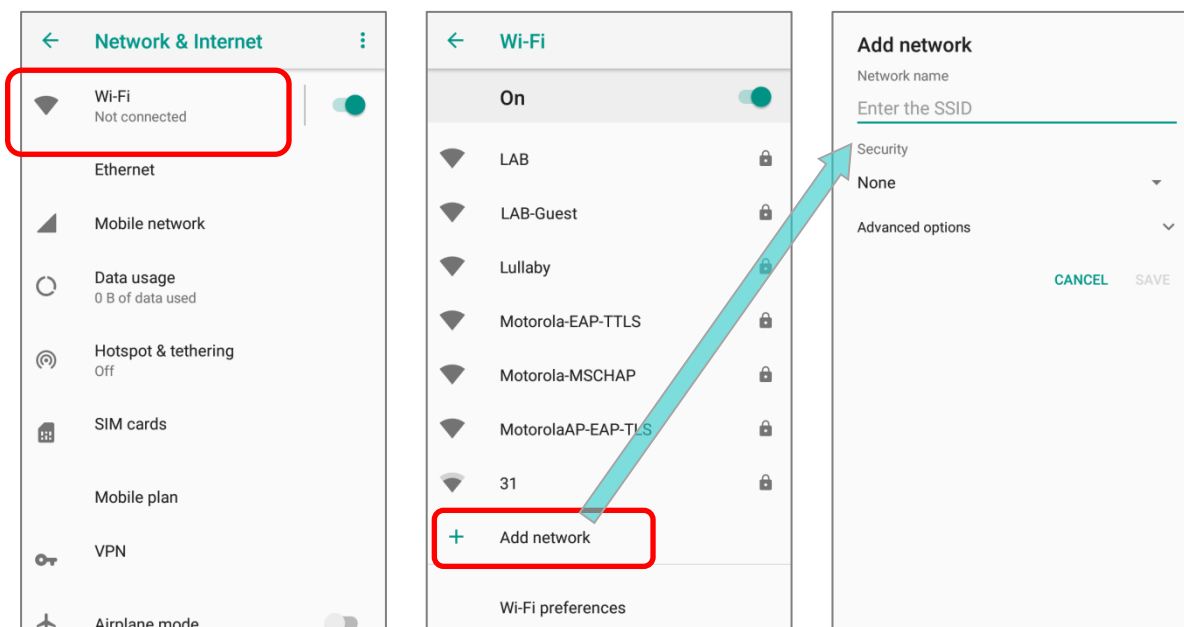 Network & Internet
Wi-Fi
Not connected
Ethernet
Mobile network
Data usage
0 B of data used
Hotspot & tethering
Off
SIM cards
Mobile plan
VPN
Airplane mode
Wi-Fi
On
LAB
LAB-Guest
Lullaby
Motorola-EAP-TTLS
Motorola-MSCHAP
MotorolaAP-EAP-TLS
31
Add network
Wi-Fi preferences
Add network
Network name
Enter the SSID
Security
None
Advanced options
CANCEL SAVE